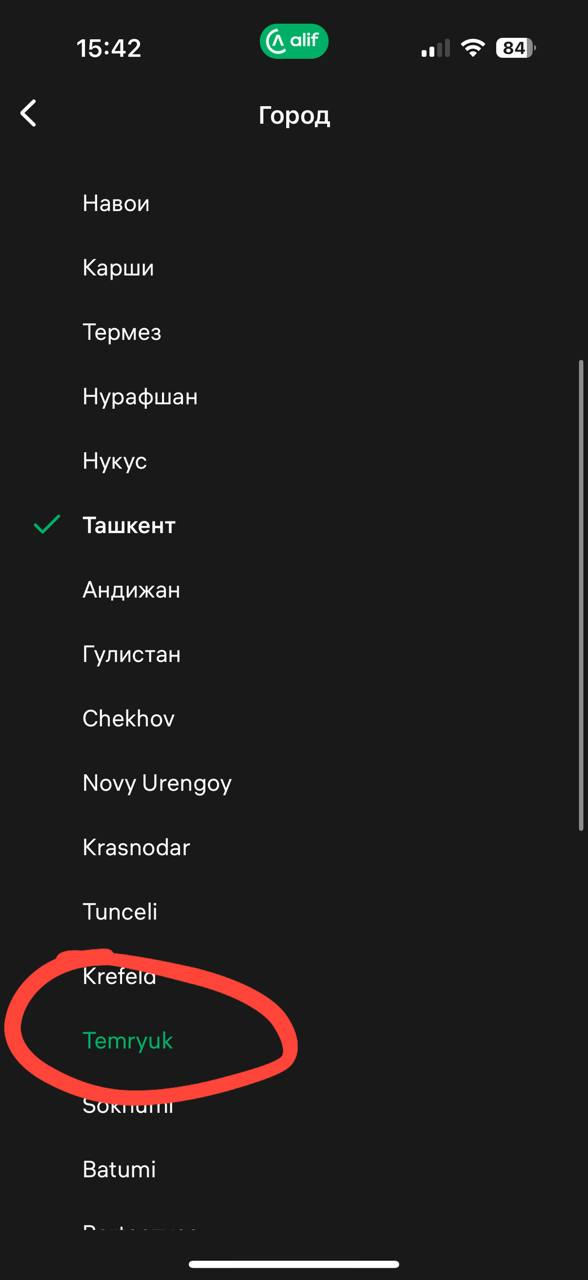 15:42
alif
84
Город
Навои
Карши
Термез
Нурафшан
Нукус
Ташкент
Андижан
Гулистан
Chekhov
Novy Urengoy
Krasnodar
Tunceli
Krefeld
Temryuk
Sokhumi
Batumi